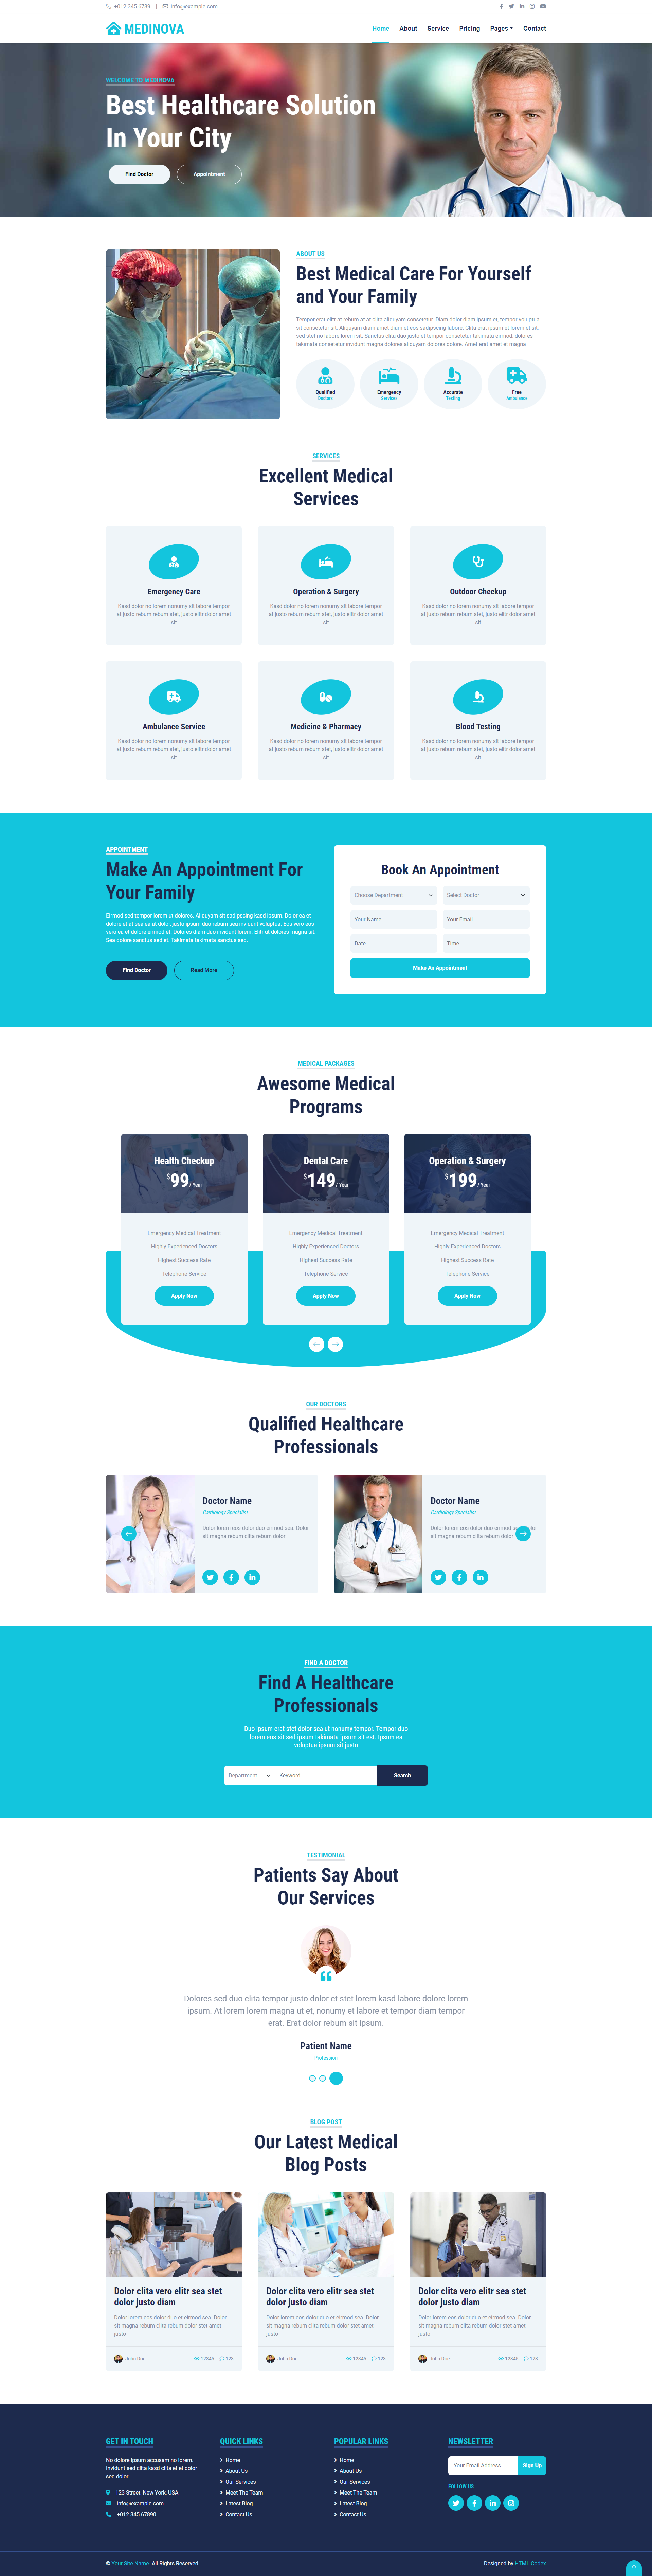 +012 345 6789 | info@example.com
MEDINOVA
Home About Service Pricing Pages Contact
WELCOME TO MEDINOVA
Best Healthcare Solution
In Your City
Find Doctor Appointment
ABOUT US
Best Medical Care For Yourself
and Your Family
Tempor erat elitr at rebum at at clita aliquyam consetetur. Diam dolor diam ipsum et, tempor voluptua
sit consetetur sit. Aliquyam diam amet diam et eos sadipscing labore. Clita erat ipsum et lorem et sit,
sed stet no labore lorem sit. Sanctus clita duo justo et tempor consetetur takimata eirmod, dolores
takimata consetetur invidunt magna dolores aliquyam dolores dolore. Amet erat amet et magna
Qualified
Doctors
Emergency
Services
Accurate
Testing
Free
Ambulance
SERVICES
Excellent Medical
Services
Emergency Care
Kasd dolor no lorem nonumy sit labore tempor
at justo rebum rebum stet, justo elitr dolor amet
sit
Operation & Surgery
Kasd dolor no lorem nonumy sit labore tempor
at justo rebum rebum stet, justo elitr dolor amet
sit
Outdoor Checkup
Kasd dolor no lorem nonumy sit labore tempor
at justo rebum rebum stet, justo elitr dolor amet
sit
Ambulance Service
Kasd dolor no lorem nonumy sit labore tempor
at justo rebum rebum stet, justo elitr dolor amet
sit
Medicine & Pharmacy
Kasd dolor no lorem nonumy sit labore tempor
at justo rebum rebum stet, justo elitr dolor amet
sit
Blood Testing
Kasd dolor no lorem nonumy sit labore tempor
at justo rebum rebum stet, justo elitr dolor amet
sit
APPOINTMENT
Make An Appointment For
Your Family
Eirmod sed tempor lorem ut dolores. Aliquyam sit sadipscing kasd ipsum. Dolor ea et
dolore et at sea ea at dolor, justo ipsum duo rebum sea invidunt voluptua. Eos vero eos
vero ea et dolore eirmod et. Dolores diam duo invidunt lorem. Elitr ut dolores magna sit.
Sea dolore sanctus sed et. Takimata takimata sanctus sed.
Find Doctor Read More
Book An Appointment
Choose Department Select Doctor
Your Name Your Email
Date Time
Make An Appointment
MEDICAL PACKAGES
Awesome Medical
Programs
Health Checkup
$99/ Year
Emergency Medical Treatment
Highly Experienced Doctors
Highest Success Rate
Telephone Service
Apply Now
Dental Care
$149/ Year
Emergency Medical Treatment
Highly Experienced Doctors
Highest Success Rate
Telephone Service
Apply Now
Operation & Surgery
$199/ Year
Emergency Medical Treatment
Highly Experienced Doctors
Highest Success Rate
Telephone Service
Apply Now
OUR DOCTORS
Qualified Healthcare
Professionals
Doctor Name
Cardiology Specialist
Dolor lorem eos dolor duo eirmod sea. Dolor
sit magna rebum clita rebum dolor
Doctor Name
Cardiology Specialist
Dolor lorem eos dolor duo eirmod
sit magna rebum clita rebum dolor
FIND A DOCTOR
Find A Healthcare
Professionals
Duo ipsum erat stet dolor sea ut nonumy tempor. Tempor duo
lorem eos sit sed ipsum takimata ipsum sit est. Ipsum ea
voluptua ipsum sit justo
Department Keyword Search
TESTIMONIAL
Patients Say About
Our Services
Dolores sed duo clita tempor justo dolor et stet lorem kasd labore dolore lorem
ipsum. At lorem lorem magna ut et, nonumy et labore et tempor diam tempor
erat. Erat dolor rebum sit ipsum.
Patient Name
Profession
BLOG POST
Our Latest Medical
Blog Posts
Dolor clita vero elitr sea stet
dolor justo diam
Dolor lorem eos dolor duo et eirmod sea. Dolor
sit magna rebum clita rebum dolor stet amet
justo
John Doe 12345 123
Dolor clita vero elitr sea stet
dolor justo diam
Dolor lorem eos dolor duo et eirmod sea. Dolor
sit magna rebum clita rebum dolor stet amet
justo
John Doe 12345 123
Dolor clita vero elitr sea stet
dolor justo diam
Dolor lorem eos dolor duo et eirmod sea. Dolor
sit magna rebum clita rebum dolor stet amet
justo
John Doe 12345 123
GET IN TOUCH
No dolore ipsum accusam no lorem.
Invidunt sed clita kasd clita et et dolor
sed dolor
123 Street, New York, USA
info@example.com
+012 345 67890
QUICK LINKS
Home
About Us
Our Services
Meet The Team
Latest Blog
Contact Us
POPULAR LINKS
Home
About Us
Our Services
Meet The Team
Latest Blog
Contact Us
NEWSLETTER
Your Email Address Sign Up
FOLLOW US
© Your Site Name. All Rights Reserved.
Designed by HTML Codex